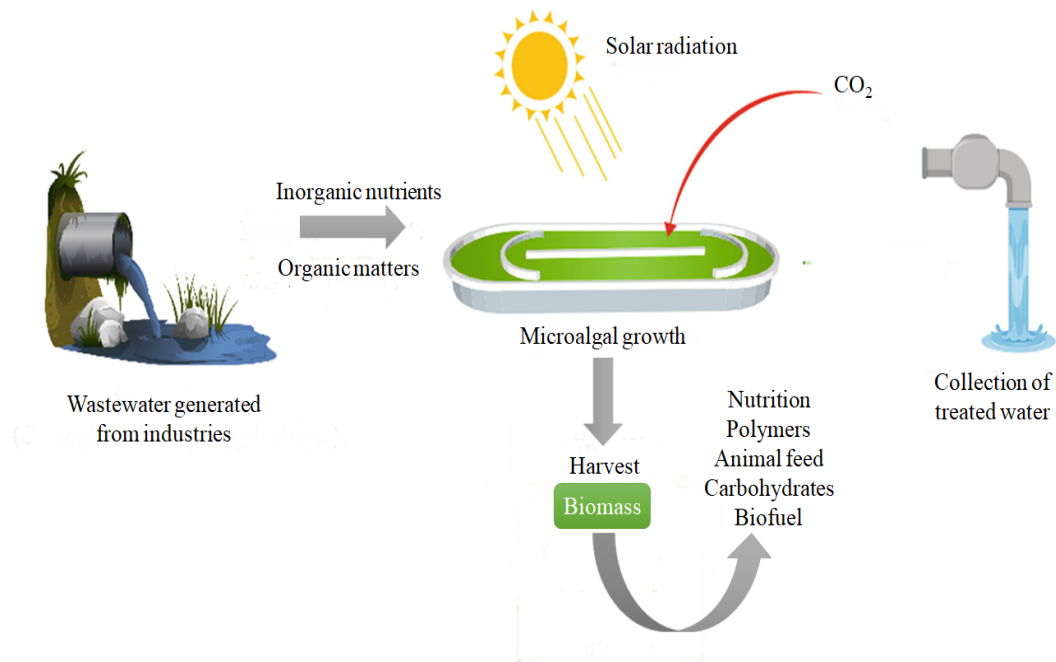 Solar radiation
CO₂
Inorganic nutrients
Organic matters
Microalgal growth
Wastewater generated
from industries
Collection of
treated water
Harvest
Biomass
Nutrition
Polymers
Animal feed
Carbohydrates
Biofuel